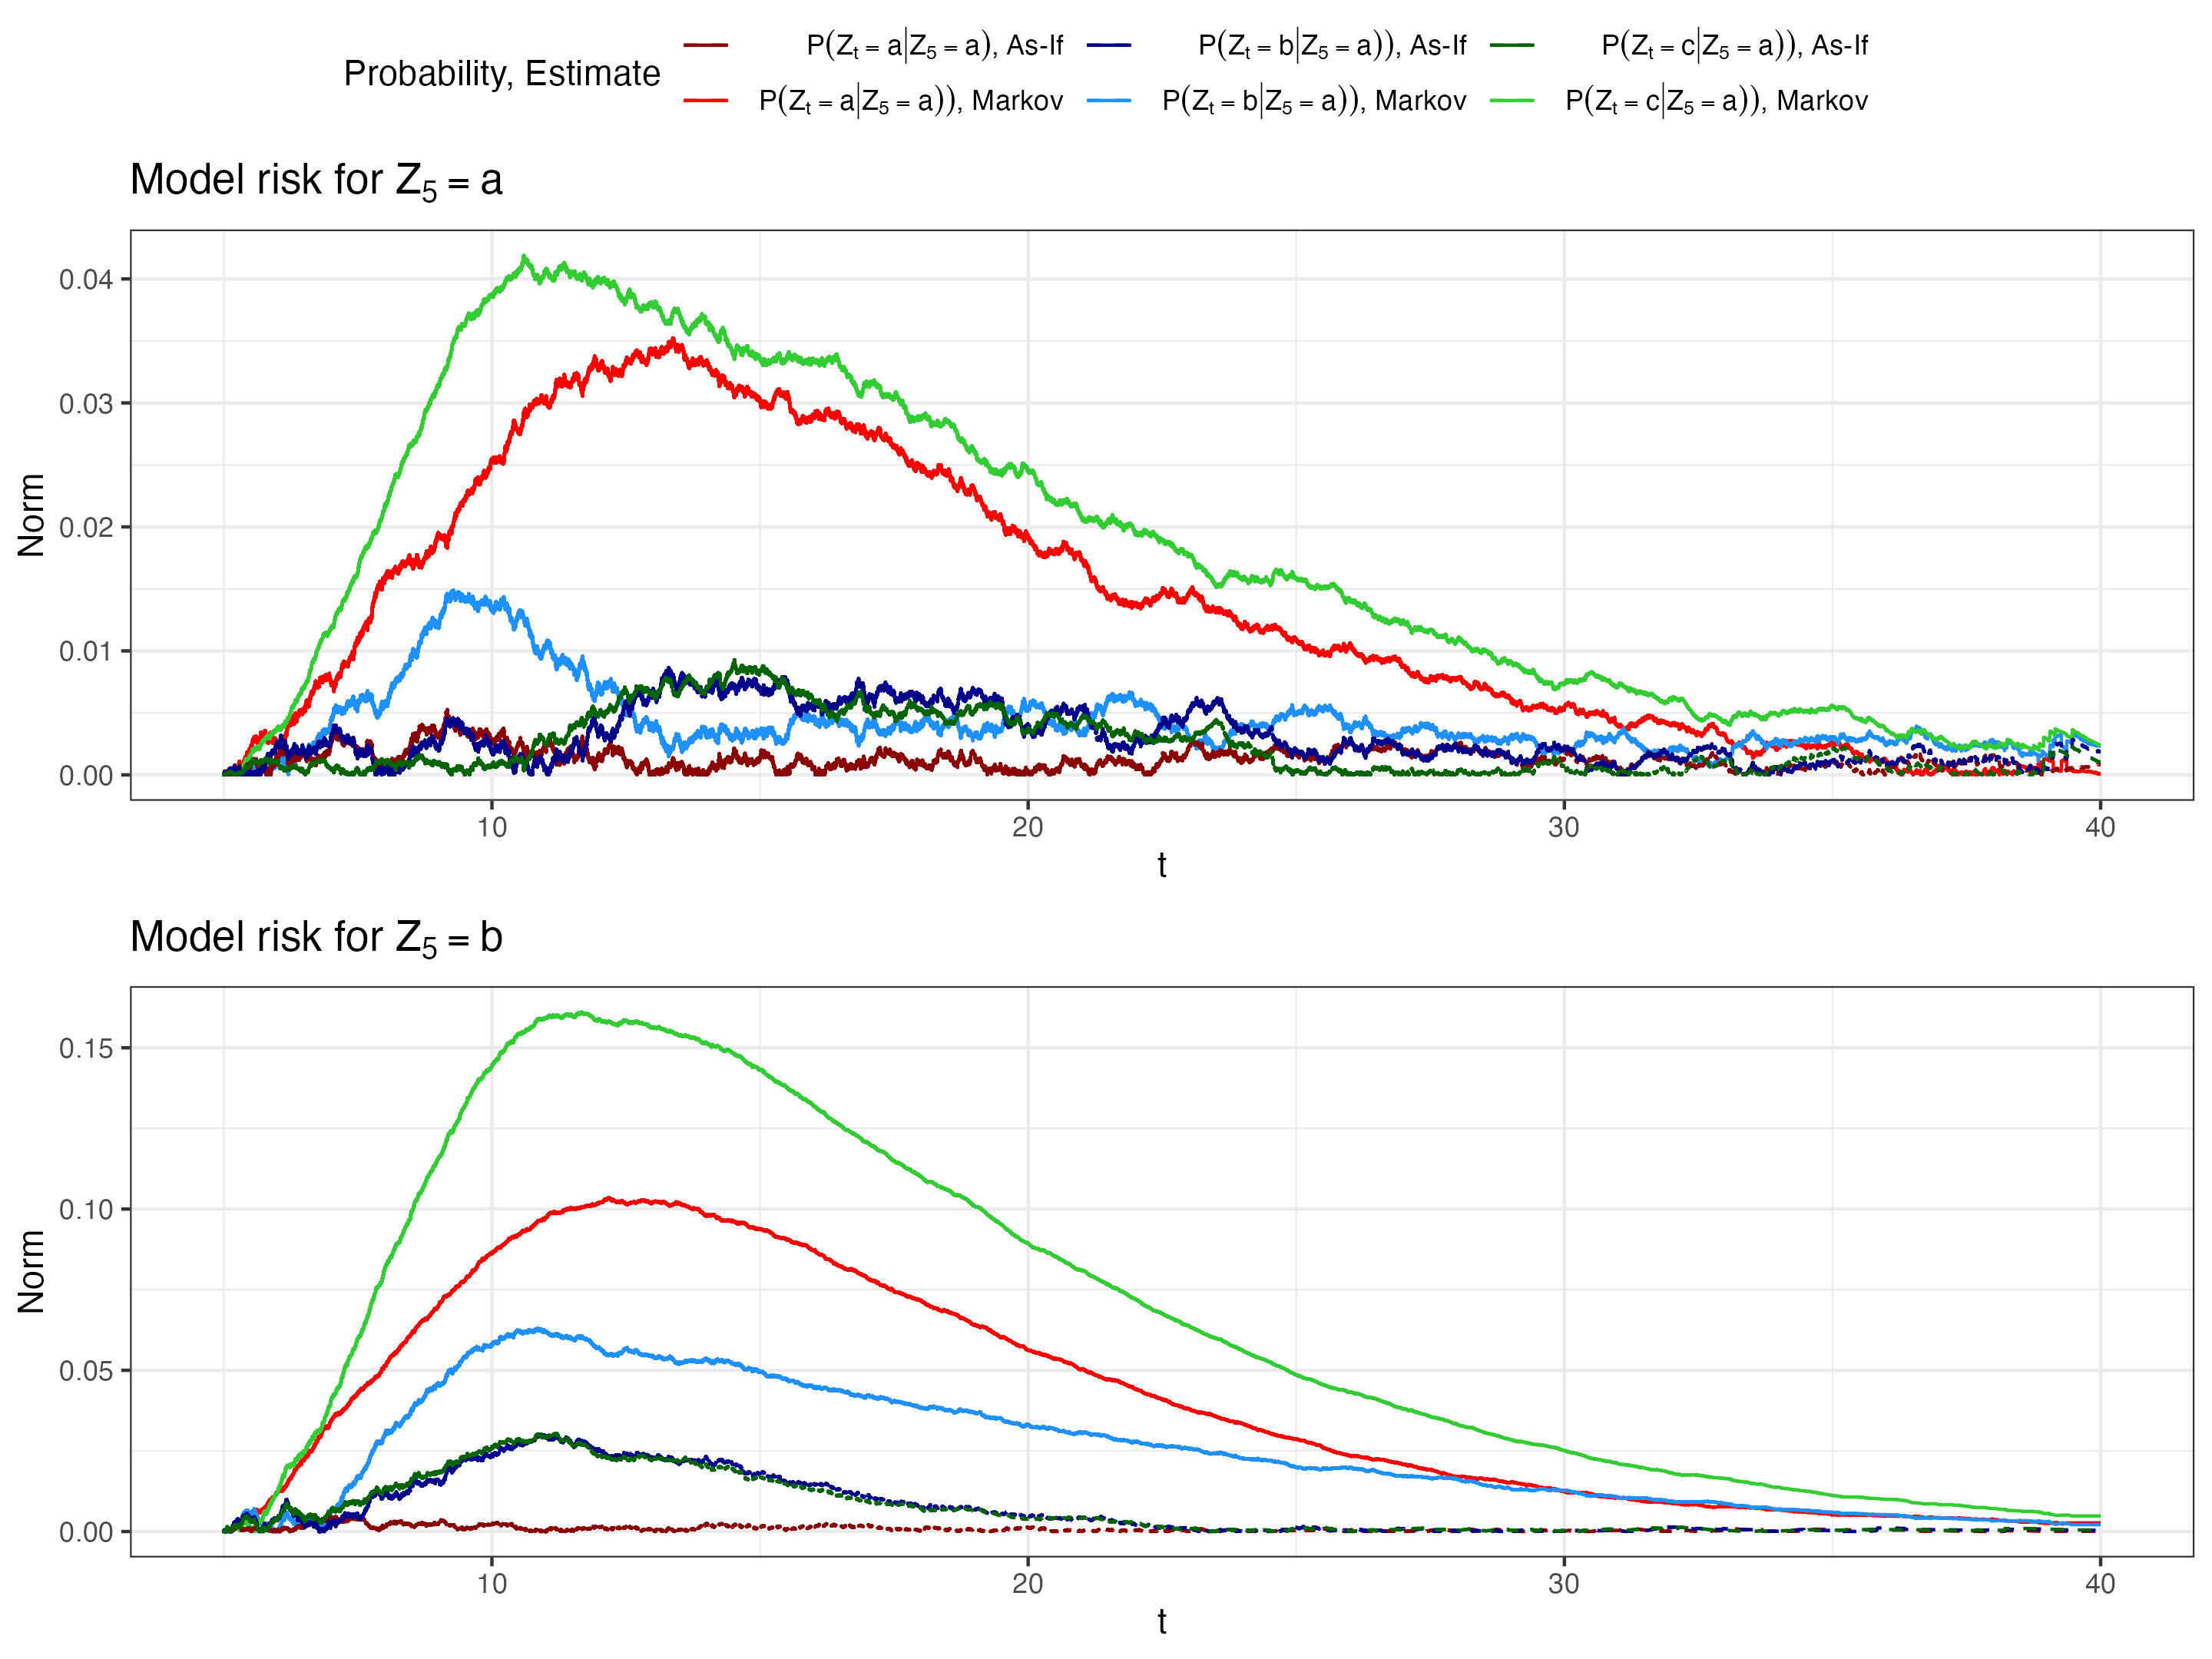 Probability, Estimate
P(Zₜ = a|Z₅ = a), As-If P(Zₜ = b|Z₅ = a)), As-If P(Zₜ = c|Z₅ = a)), As-If
P(Zₜ = a|Z₅ = a)), Markov P(Zₜ = b|Z₅ = a)), Markov P(Zₜ = c|Z₅ = a)), Markov
Model risk for Z₅ = a
0.04
0.03
0.02
0.01
0.00
Norm
10 20 30 40
t
Model risk for Z₅ = b
0.15
0.10
0.05
0.00
Norm
10 20 30 40
t